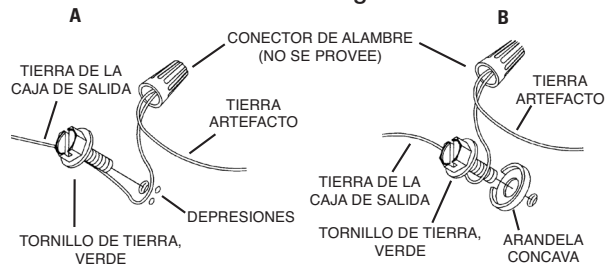 A
B
CONECTOR DE ALAMBRE
(NO SE PROVEE)
TIERRA DE LA
CAJA DE SALIDA
TIERRA
ARTEFACTO
DEPRESIONES
TORNILLO DE TIERRA,
VERDE
TIERRA
ARTEFACTO
TIERRA DE LA
CAJA DE SALIDA
TORNILLO DE TIERRA,
VERDE
ARANDELA
CONCAVA